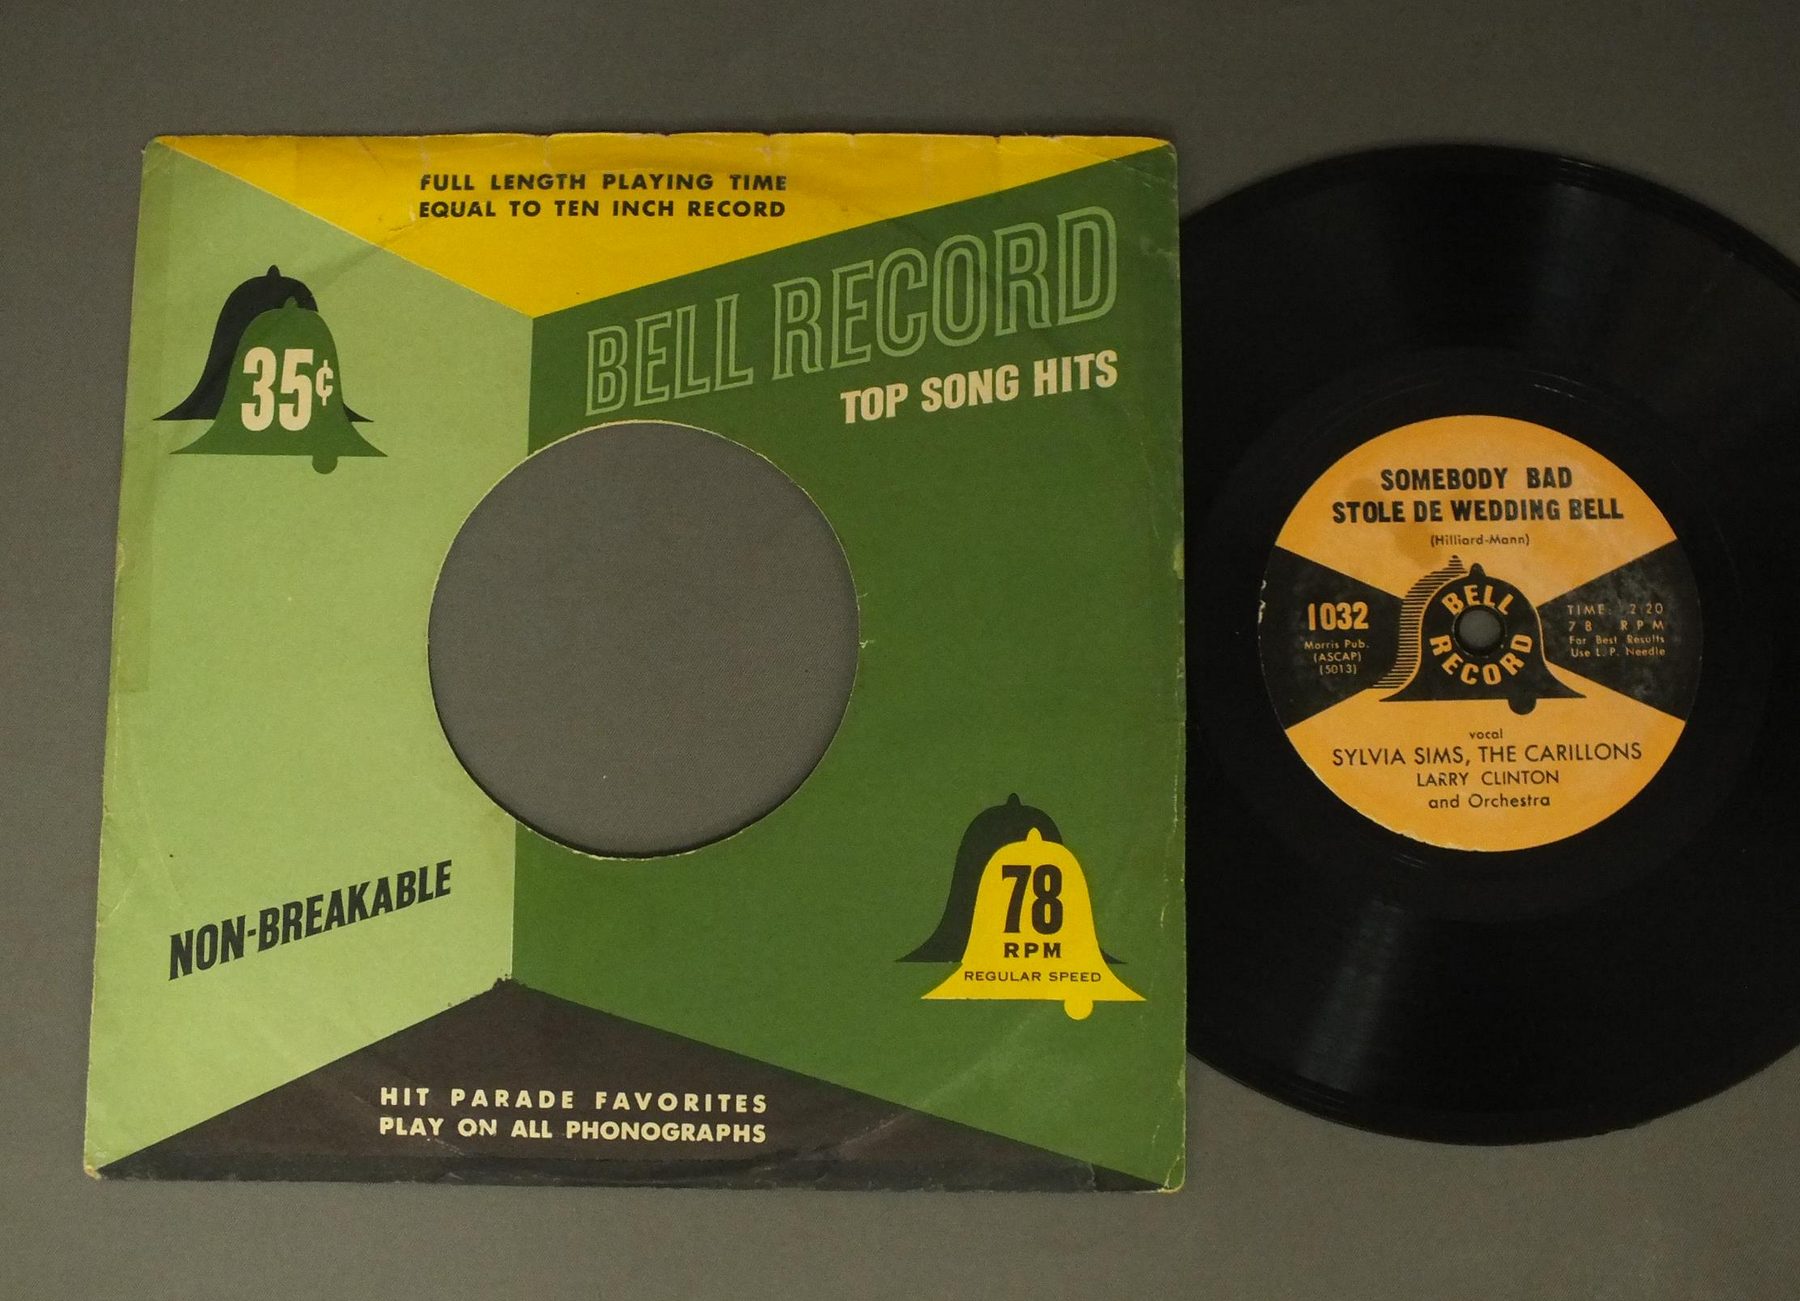 FULL LENGTH PLAYING TIME
EQUAL TO TEN INCH RECORD
BELL RECORD
TOP SONG HITS
35¢
NON-BREAKABLE
78
RPM
REGULAR SPEED
HIT PARADE FAVORITES
PLAY ON ALL PHONOGRAPHS
SOMEBODY BAD
STOLE DE WEDDING BELL
(Hilliard-Mann)
BELL
RECORD
1032
Morris Pub.
(ASCAP)
(5013)
TIME: 2:20
78 RPM
For Best Results
Use L.P. Needle
vocal
SYLVIA SIMS, THE CARILLONS
LARRY CLINTON
and Orchestra